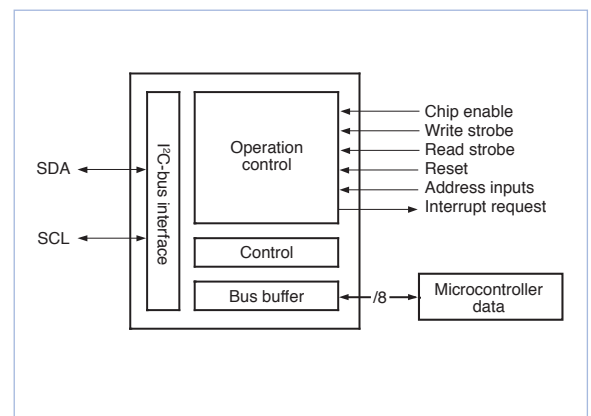 SDA
SCL
I²C-bus interface
Operation
control
Control
Bus buffer
Chip enable
Write strobe
Read strobe
Reset
Address inputs
Interrupt request
/8
Microcontroller
data